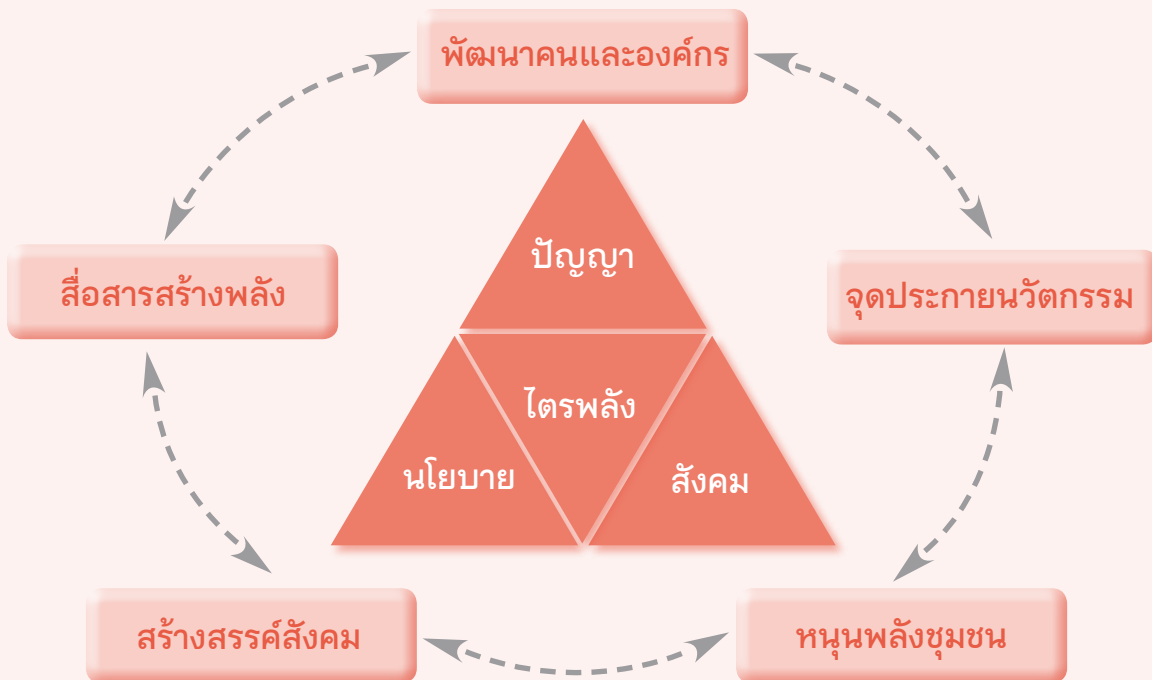 พัฒนาคนและองค์กร
ปัญญา
สื่อสารสร้างพลัง
จุดประกายนวัตกรรม
ไตรพลัง
นโยบาย
สังคม
สร้างสรรค์สังคม
หนุนพลังชุมชน